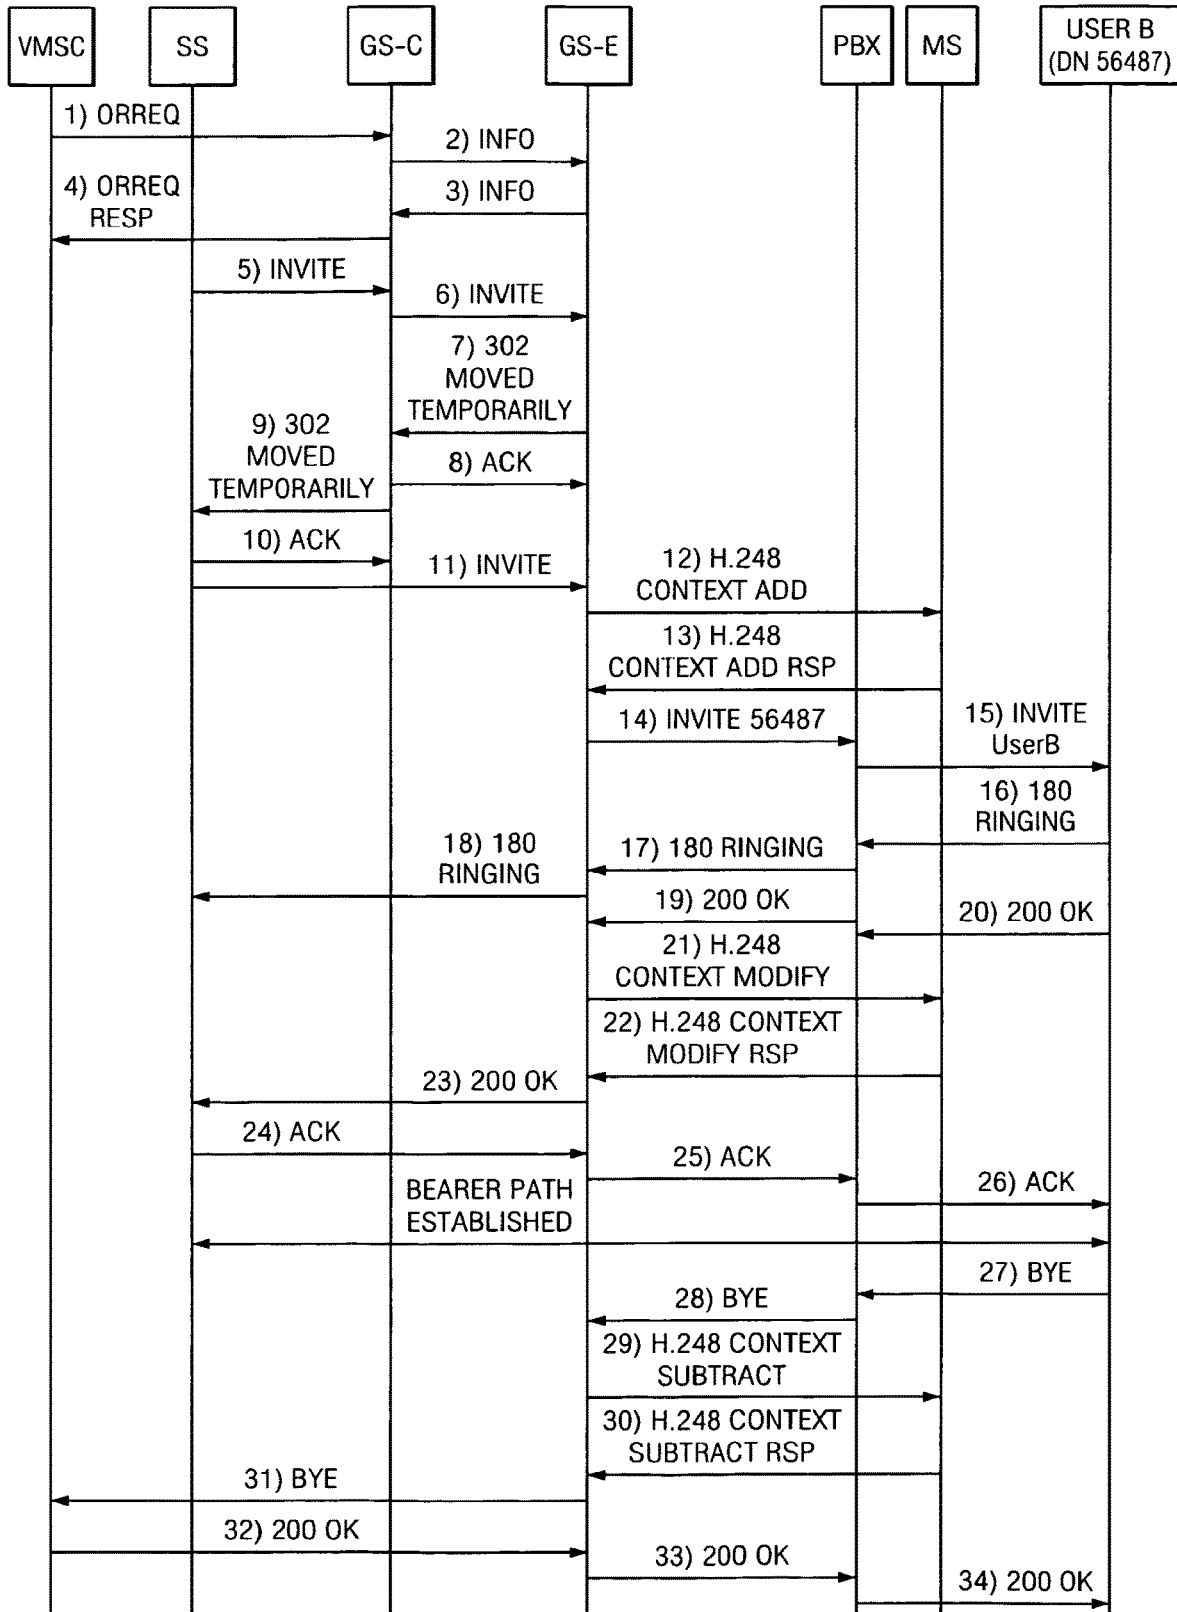 VMSC
SS
GS-C
GS-E
PBX
MS
USER B
(DN 56487)
1) ORREQ
2) INFO
4) ORREQ
RESP
3) INFO
5) INVITE
6) INVITE
7) 302
MOVED
TEMPORARILY
9) 302
MOVED
TEMPORARILY
8) ACK
10) ACK
11) INVITE
12) H.248
CONTEXT ADD
13) H.248
CONTEXT ADD RSP
14) INVITE 56487
15) INVITE
UserB
16) 180
RINGING
18) 180
RINGING
17) 180 RINGING
19) 200 OK
20) 200 OK
21) H.248
CONTEXT MODIFY
22) H.248 CONTEXT
MODIFY RSP
23) 200 OK
24) ACK
25) ACK
26) ACK
BEARER PATH
ESTABLISHED
27) BYE
28) BYE
29) H.248 CONTEXT
SUBTRACT
30) H.248 CONTEXT
SUBTRACT RSP
31) BYE
32) 200 OK
33) 200 OK
34) 200 OK